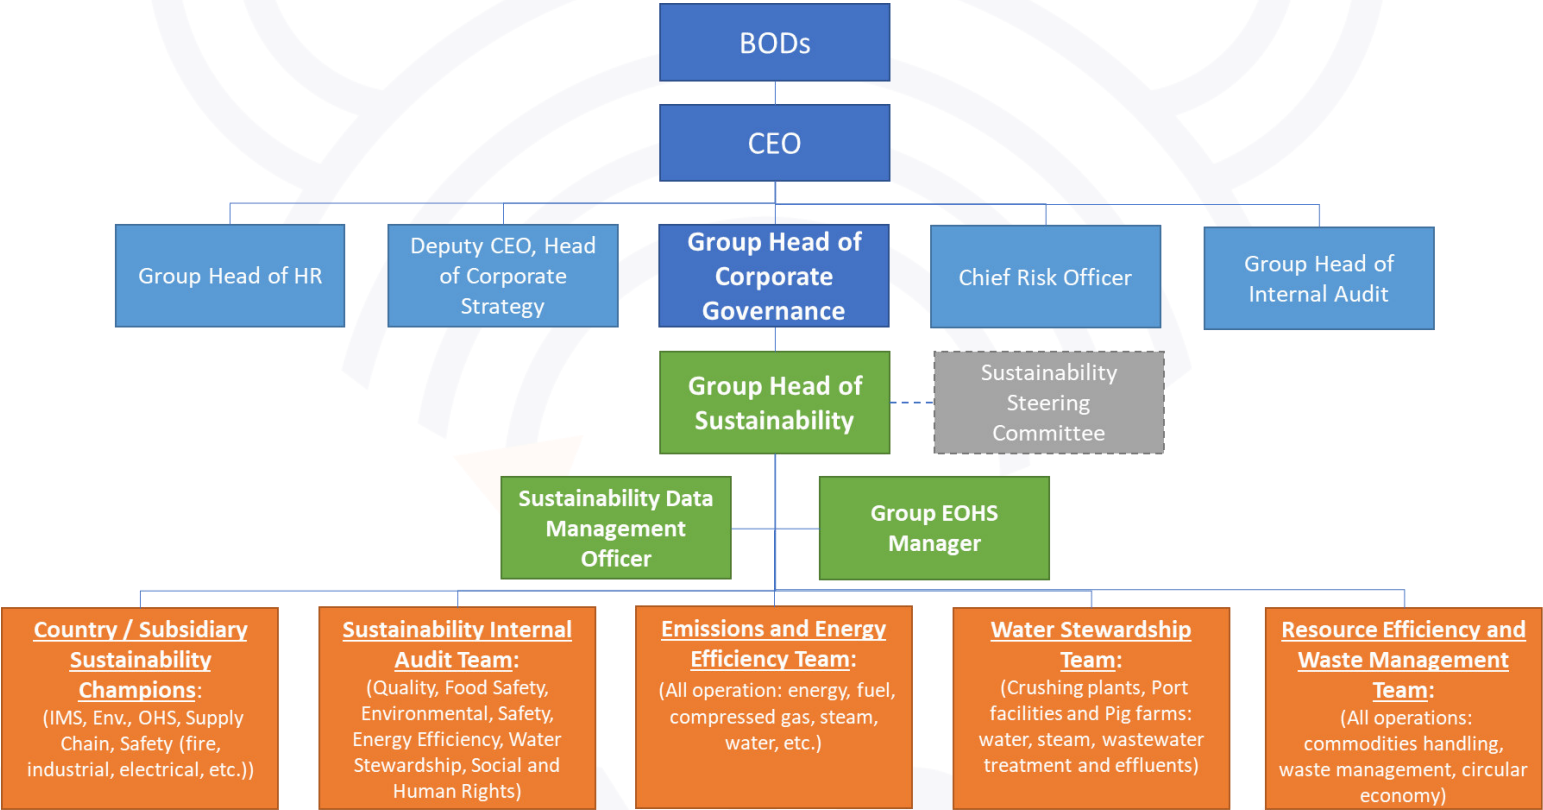 BODs
CEO
Group Head of HR
Deputy CEO, Head
of Corporate
Strategy
Group Head of
Corporate
Governance
Chief Risk Officer
Group Head of
Internal Audit
Group Head of
Sustainability
Sustainability
Steering
Committee
Sustainability Data
Management
Officer
Group EOHS
Manager
Country / Subsidiary
Sustainability
Champions:
(IMS, Env., OHS, Supply
Chain, Safety (fire,
industrial, electrical, etc.))
Sustainability Internal
Audit Team:
(Quality, Food Safety,
Environmental, Safety,
Energy Efficiency, Water
Stewardship, Social and
Human Rights)
Emissions and Energy
Efficiency Team:
(All operation: energy, fuel,
compressed gas, steam,
water, etc.)
Water Stewardship
Team:
(Crushing plants, Port
facilities and Pig farms:
water, steam, wastewater
treatment and effluents)
Resource Efficiency and
Waste Management
Team:
(All operations:
commodities handling,
waste management, circular
economy)